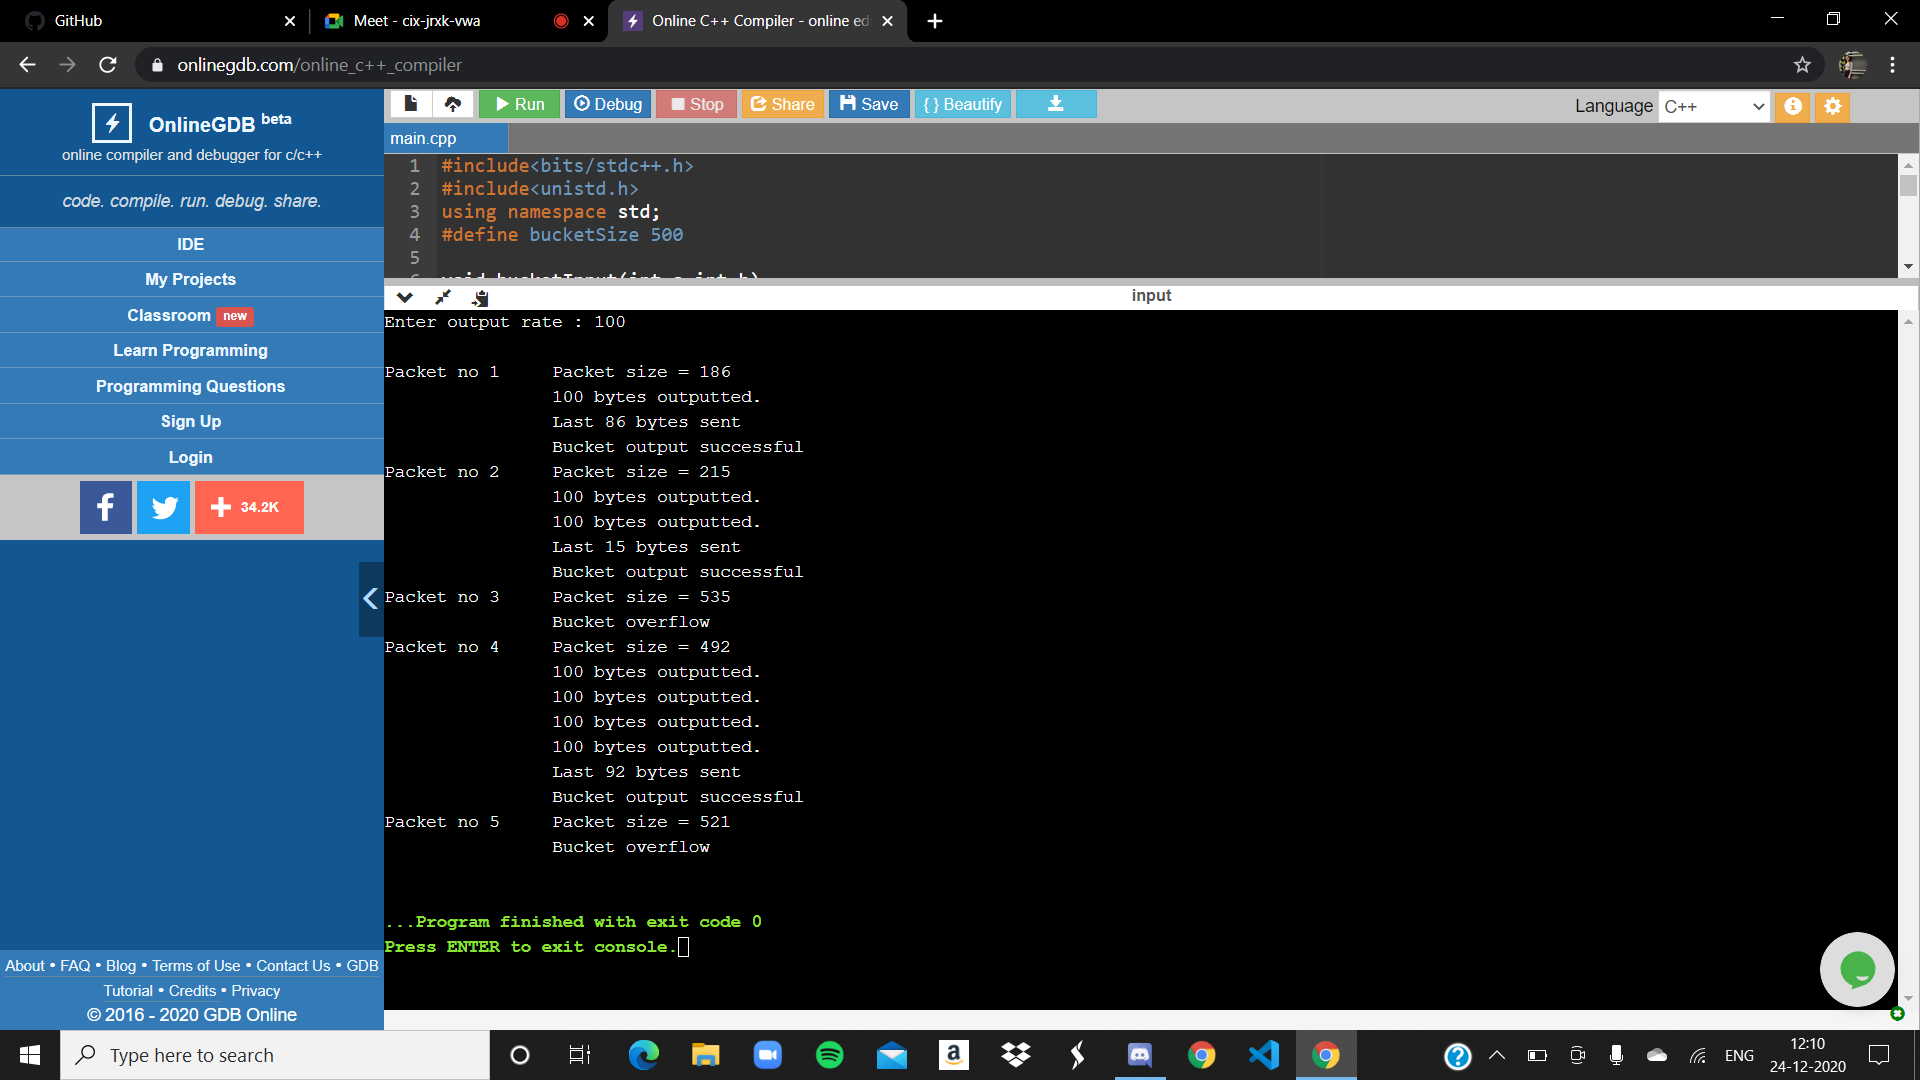 GitHub
Meet - cix-jrxk-vwa
Online C++ Compiler - online ed
onlinegdb.com/online_c++_compiler
OnlineGDB beta
online compiler and debugger for c/c++
code. compile. run. debug. share.
IDE
My Projects
Classroom new
Learn Programming
Programming Questions
Sign Up
Login
f
34.2K
About • FAQ • Blog • Terms of Use • Contact Us • GDB
Tutorial • Credits • Privacy
© 2016 - 2020 GDB Online
Run Debug Stop Share Save { } Beautify
Language C++
main.cpp
1 #include<bits/stdc++.h>
2 #include<unistd.h>
3 using namespace std;
4 #define bucketSize 500
5
input
Enter output rate : 100
Packet no 1 Packet size = 186
100 bytes outputted.
Last 86 bytes sent
Bucket output successful
Packet no 2 Packet size = 215
100 bytes outputted.
100 bytes outputted.
Last 15 bytes sent
Bucket output successful
Packet no 3 Packet size = 535
Bucket overflow
Packet no 4 Packet size = 492
100 bytes outputted.
100 bytes outputted.
100 bytes outputted.
100 bytes outputted.
Last 92 bytes sent
Bucket output successful
Packet no 5 Packet size = 521
Bucket overflow
...Program finished with exit code 0
Press ENTER to exit console.
Type here to search
a
ENG
12:10
24-12-2020